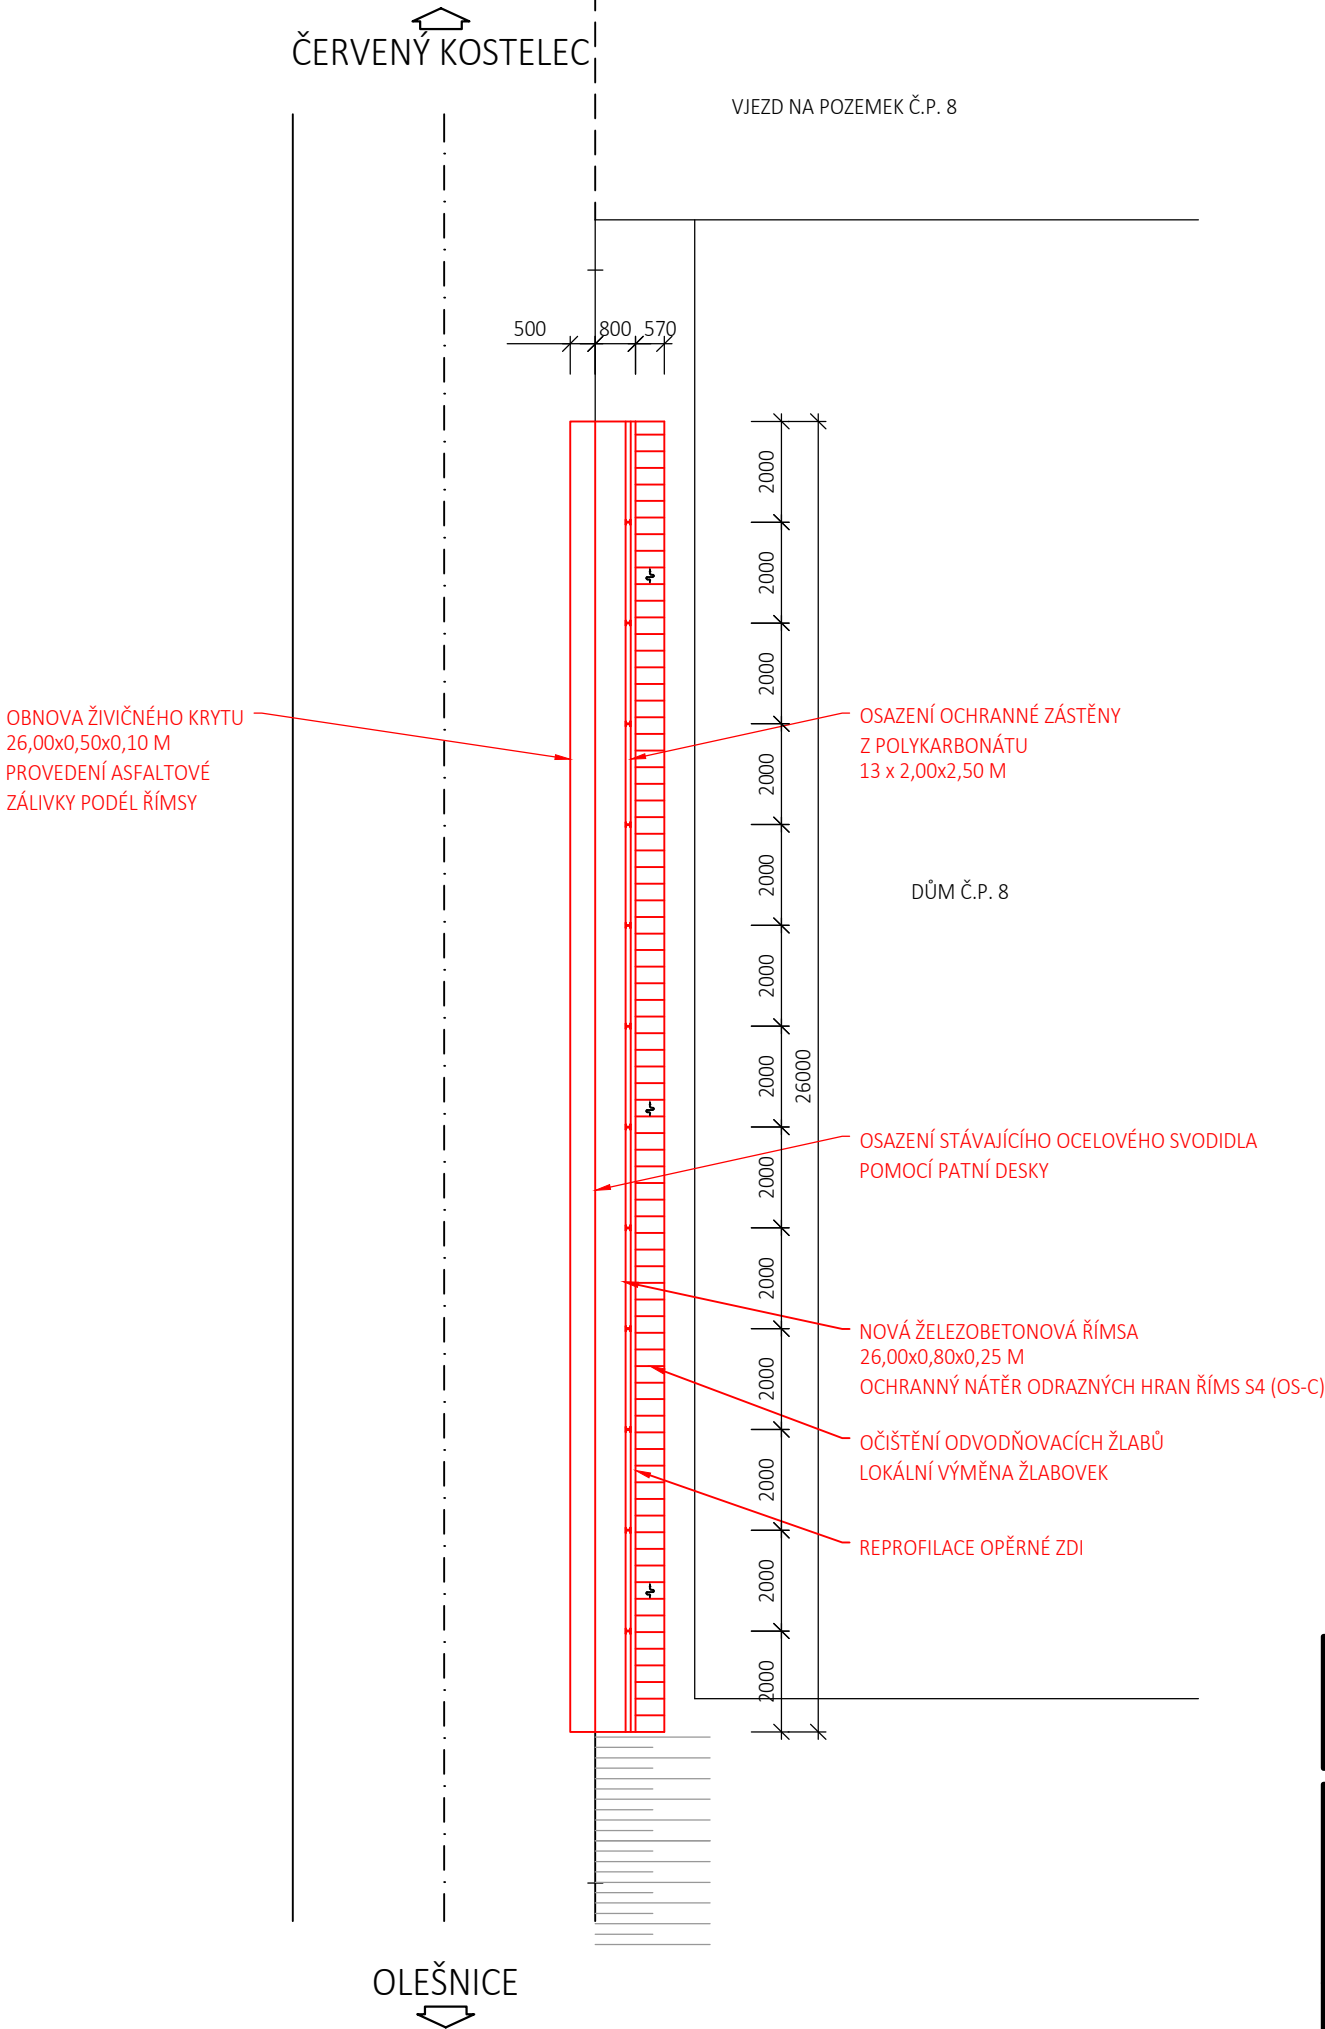 ČERVENÝ KOSTELEC
VJEZD NA POZEMEK Č.P. 8
500
800
570
2000
2000
2000
2000
2000
2000
2000
2000
2000
2000
2000
2000
2000
26000
OBNOVA ŽIVIČNÉHO KRYTU
26,00x0,50x0,10 M
PROVEDENÍ ASFALTOVÉ
ZÁLIVKY PODÉL ŘÍMSY
OSAZENÍ OCHRANNÉ ZÁSTĚNY
Z POLYKARBONÁTU
13 x 2,00x2,50 M
DŮM Č.P. 8
OSAZENÍ STÁVAJÍCÍHO OCELOVÉHO SVODIDLA
POMOCÍ PATNÍ DESKY
NOVÁ ŽELEZOBETONOVÁ ŘÍMSA
26,00x0,80x0,25 M
OCHRANNÝ NÁTĚR ODRAZNÝCH HRAN ŘÍMS S4 (OS-C)
OČIŠTĚNÍ ODVODŇOVACÍCH ŽLABŮ
LOKÁLNÍ VÝMĚNA ŽLABOVEK
REPROFILACE OPĚRNÉ ZDI
OLEŠNICE